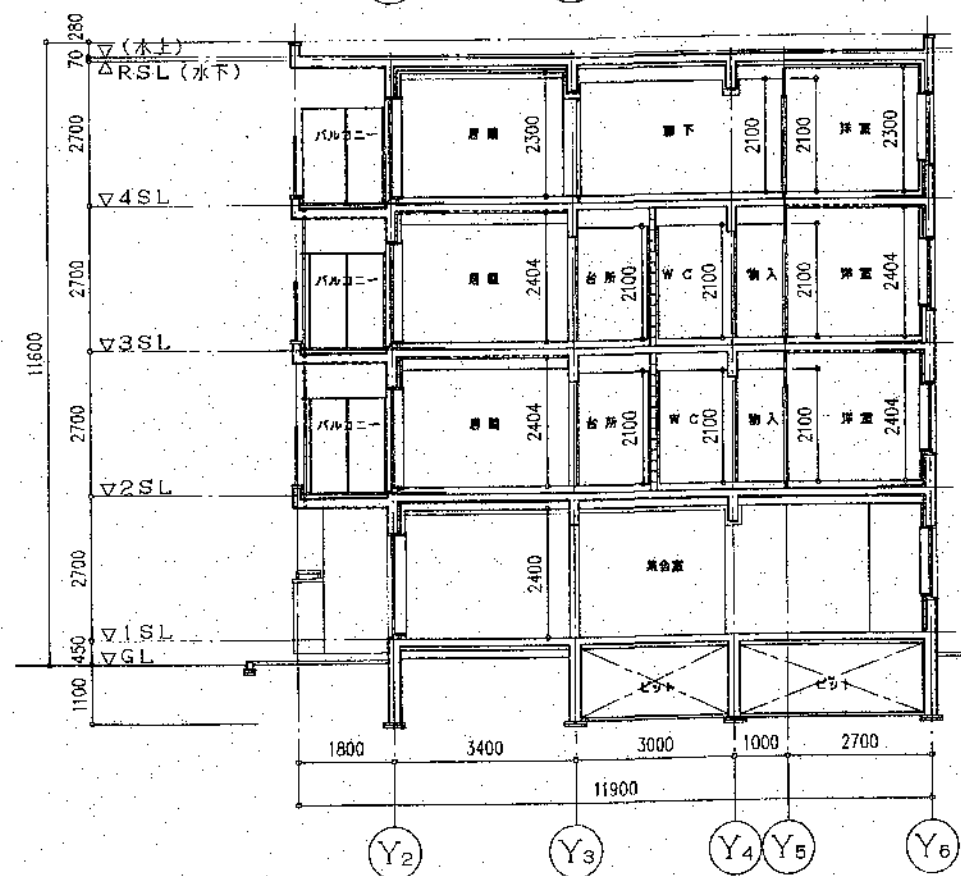 280
70
▽(水上)
△RSL(水下)
2700
バルコニー
居間
2300
廊下
2100
2100
洋室
2300
▽4SL
2700
バルコニー
居間
2404
台所
2100
WC
2100
物入
2100
洋室
2404
▽3SL
11600
2700
バルコニー
居間
2404
台所
2100
WC
2100
物入
2100
洋室
2404
▽2SL
2700
2400
集会室
▽1SL
450
▽GL
1100
ピット
ピット
1800
3400
3000
1000
2700
11900
Y2
Y3
Y4
Y5
Y6